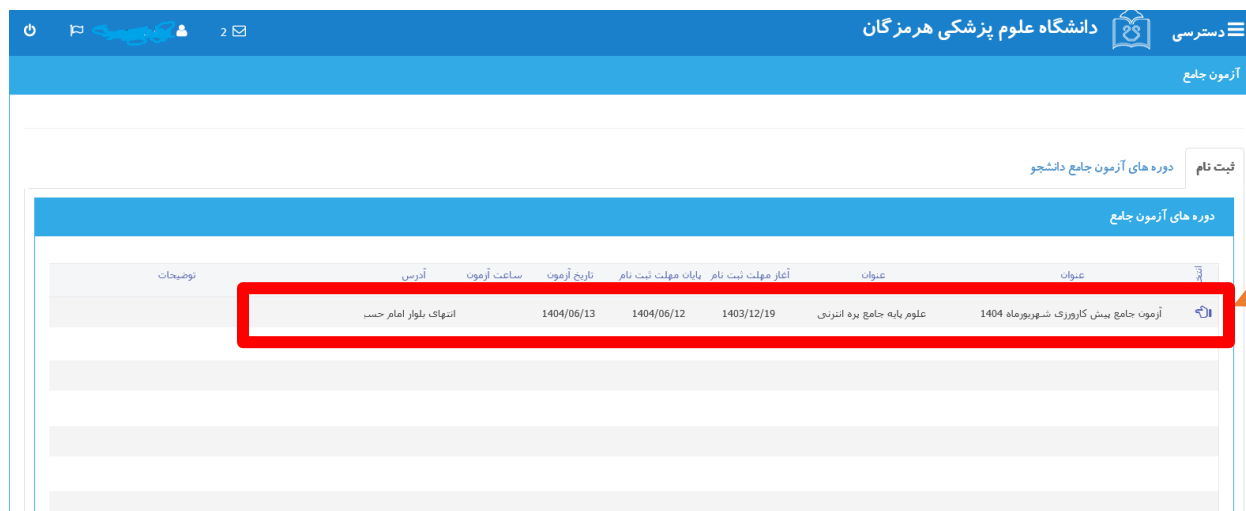 دسترسی دانشگاه علوم پزشکی هرمزگان 2
آزمون جامع
ثبت نام دوره های آزمون جامع دانشجو
دوره های آزمون جامع
عنوان عنوان آغاز مهلت ثبت نام پایان مهلت ثبت نام تاریخ آزمون ساعت آزمون آدرس توضیحات
آزمون جامع پیش کارورزی شهریورماه 1404 علوم پایه جامع پره انترنی 1403/12/19 1404/06/12 1404/06/13 انتهای بلوار امام حسـ